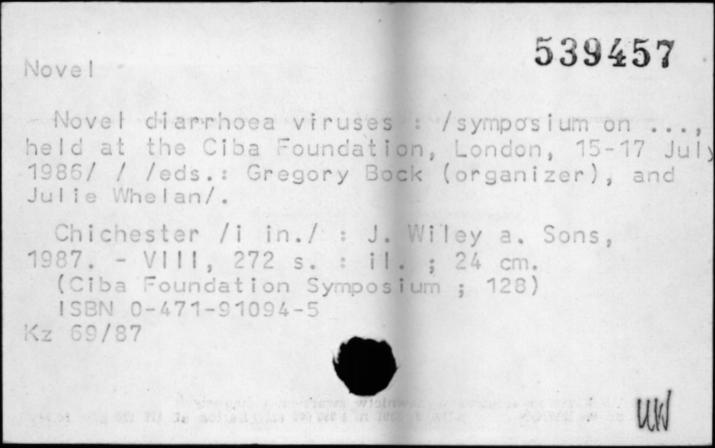 539457
Novel
Novel diarrhoea viruses : /symposium on ...,
held at the Ciba Foundation, London, 15-17 July
1986/ / /eds.: Gregory Bock (organizer), and
Julie Whelan/.
Chichester /i in./ : J. Wiley a. Sons,
1987. - VIII, 272 s. : il. ; 24 cm.
(Ciba Foundation Symposium ; 128)
ISBN 0-471-91094-5
Kz 69/87
UW